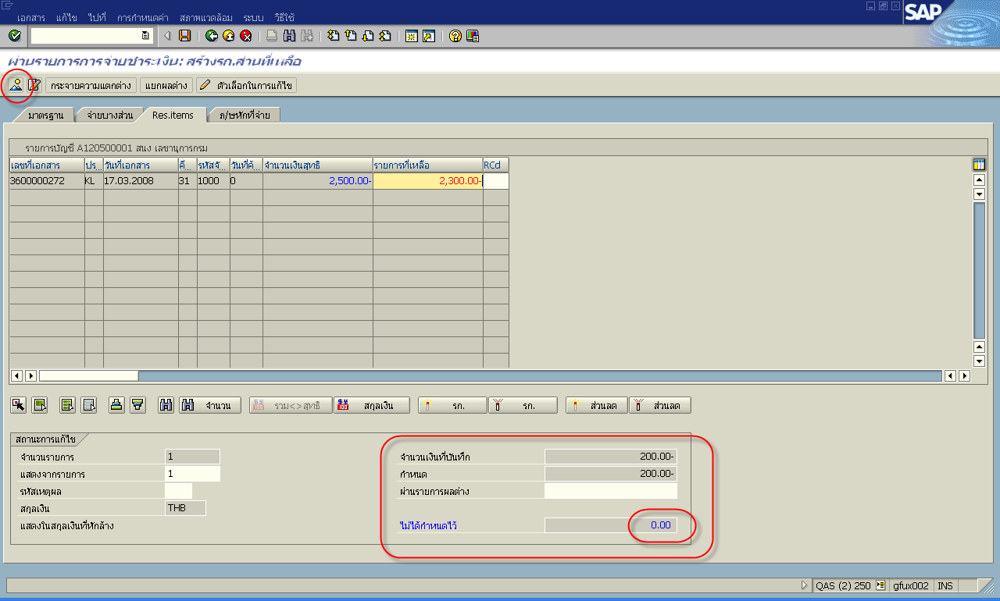 เอกสาร แก้ไข ไปที่ การกำหนดค่า สภาพแวดล้อม ระบบ วิธีใช้
SAP
ผ่านรายการการจ่ายชำระเงิน: สร้างรก.ส่วนที่เหลือ
กระจายความแตกต่าง แยกผลต่าง ตัวเลือกในการแก้ไข
มาตรฐาน จ่ายบางส่วน Res.items ภ/ษหักที่จ่าย
รายการบัญชี A120500001 สนง เลขานุการกรม
เลขที่เอกสาร ปร... วันที่เอกสาร คี... รหัสจั... วันที่ค้... จำนวนเงินสุทธิ รายการที่เหลือ RCd
3600000272 KL 17.03.2008 31 1000 0 2,500.00- 2,300.00-
จำนวน รวม<>สุทธิ สกุลเงิน รก. รก. ส่วนลด ส่วนลด
สถานะการแก้ไข
จำนวนรายการ 1 จำนวนเงินที่บันทึก 200.00-
แสดงจากรายการ 1 กำหนด 200.00-
รหัสเหตุผล ผ่านรายการผลต่าง
สกุลเงิน THB
แสดงในสกุลเงินที่หักล้าง ไม่ได้กำหนดไว้ 0.00
QAS (2) 250 gfux002 INS